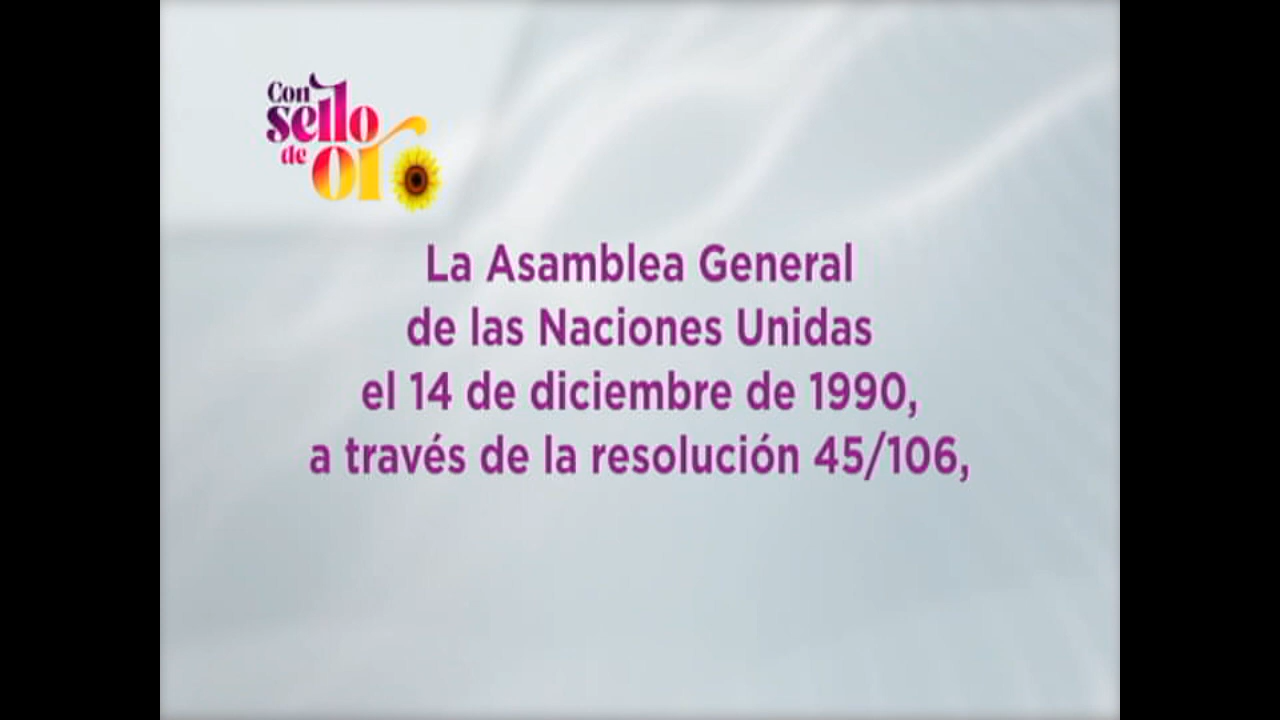 Con
sello
de
oro
La Asamblea General
de las Naciones Unidas
el 14 de diciembre de 1990,
a través de la resolución 45/106,